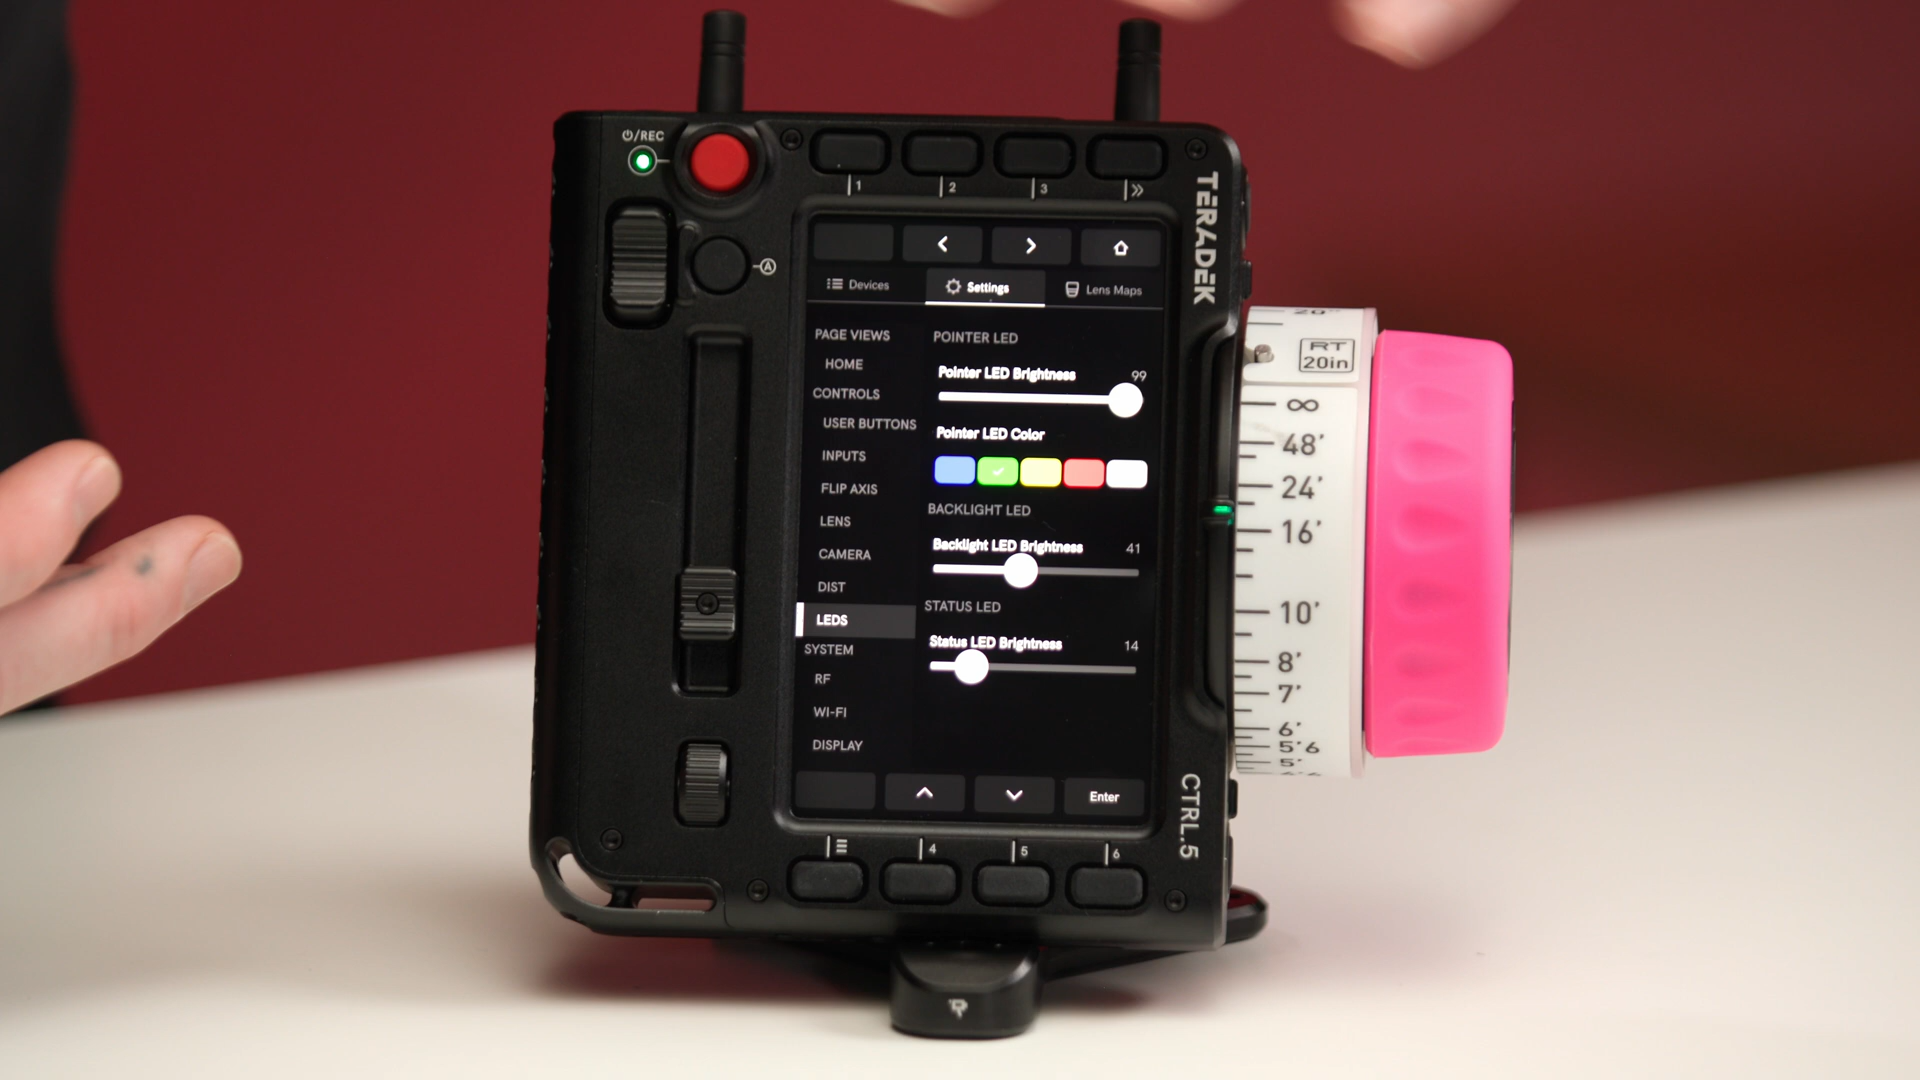 ⏻/REC
1
2
3
»
TERADEK
A
Devices
Settings
Lens Maps
PAGE VIEWS
HOME
CONTROLS
USER BUTTONS
INPUTS
FLIP AXIS
LENS
CAMERA
DIST
LEDS
SYSTEM
RF
WI-FI
DISPLAY
POINTER LED
Pointer LED Brightness 99
Pointer LED Color
BACKLIGHT LED
Backlight LED Brightness 41
STATUS LED
Status LED Brightness 14
Enter
4
5
6
CTRL.5
20"
RT
20in
∞
48'
24'
16'
10'
8'
7'
6'
5'6
5'